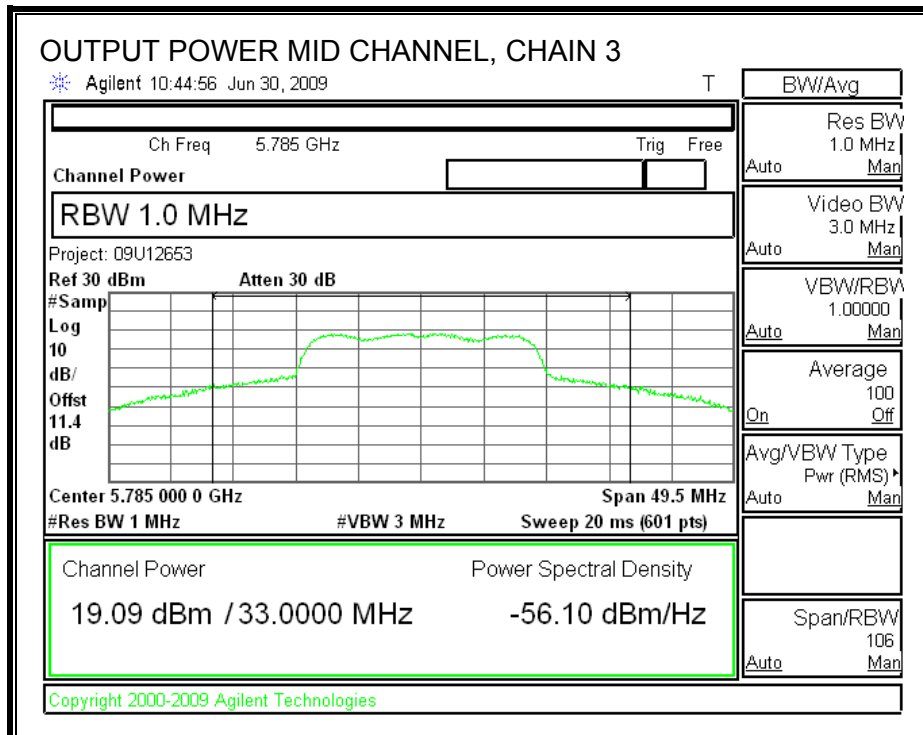 OUTPUT POWER MID CHANNEL, CHAIN 3
Agilent 10:44:56 Jun 30, 2009 T
Ch Freq 5.785 GHz Trig Free
Channel Power
RBW 1.0 MHz
Project: 09U12653
Ref 30 dBm Atten 30 dB
#Samp
Log
10
dB/
Offst
11.4
dB
Center 5.785 000 0 GHz Span 49.5 MHz
#Res BW 1 MHz #VBW 3 MHz Sweep 20 ms (601 pts)
Channel Power Power Spectral Density
19.09 dBm / 33.0000 MHz -56.10 dBm/Hz
Copyright 2000-2009 Agilent Technologies
BW/Avg
Res BW
1.0 MHz
Auto Man
Video BW
3.0 MHz
Auto Man
VBW/RBW
1.00000
Auto Man
Average
100
On Off
Avg/VBW Type
Pwr (RMS)
Auto Man
Span/RBW
106
Auto Man